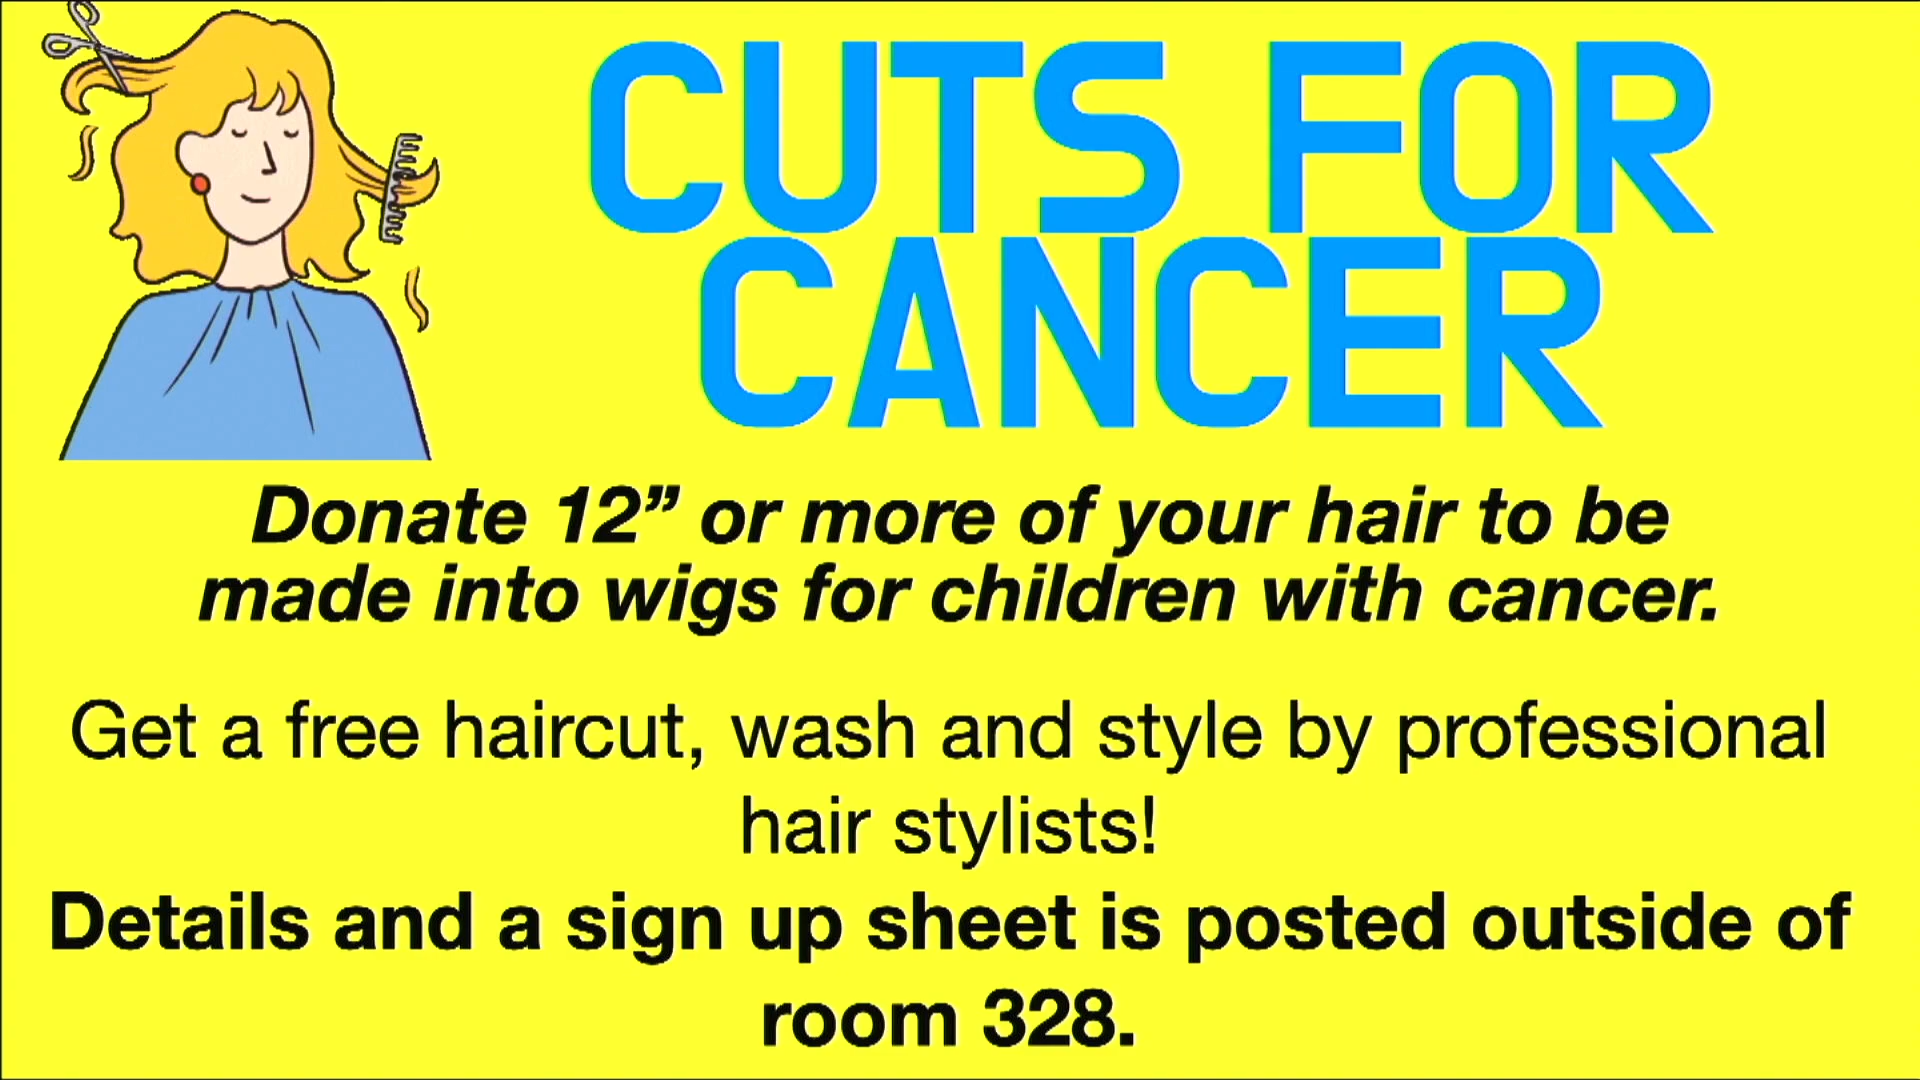 CUTS FOR
CANCER
Donate 12” or more of your hair to be
made into wigs for children with cancer.
Get a free haircut, wash and style by professional
hair stylists!
Details and a sign up sheet is posted outside of
room 328.